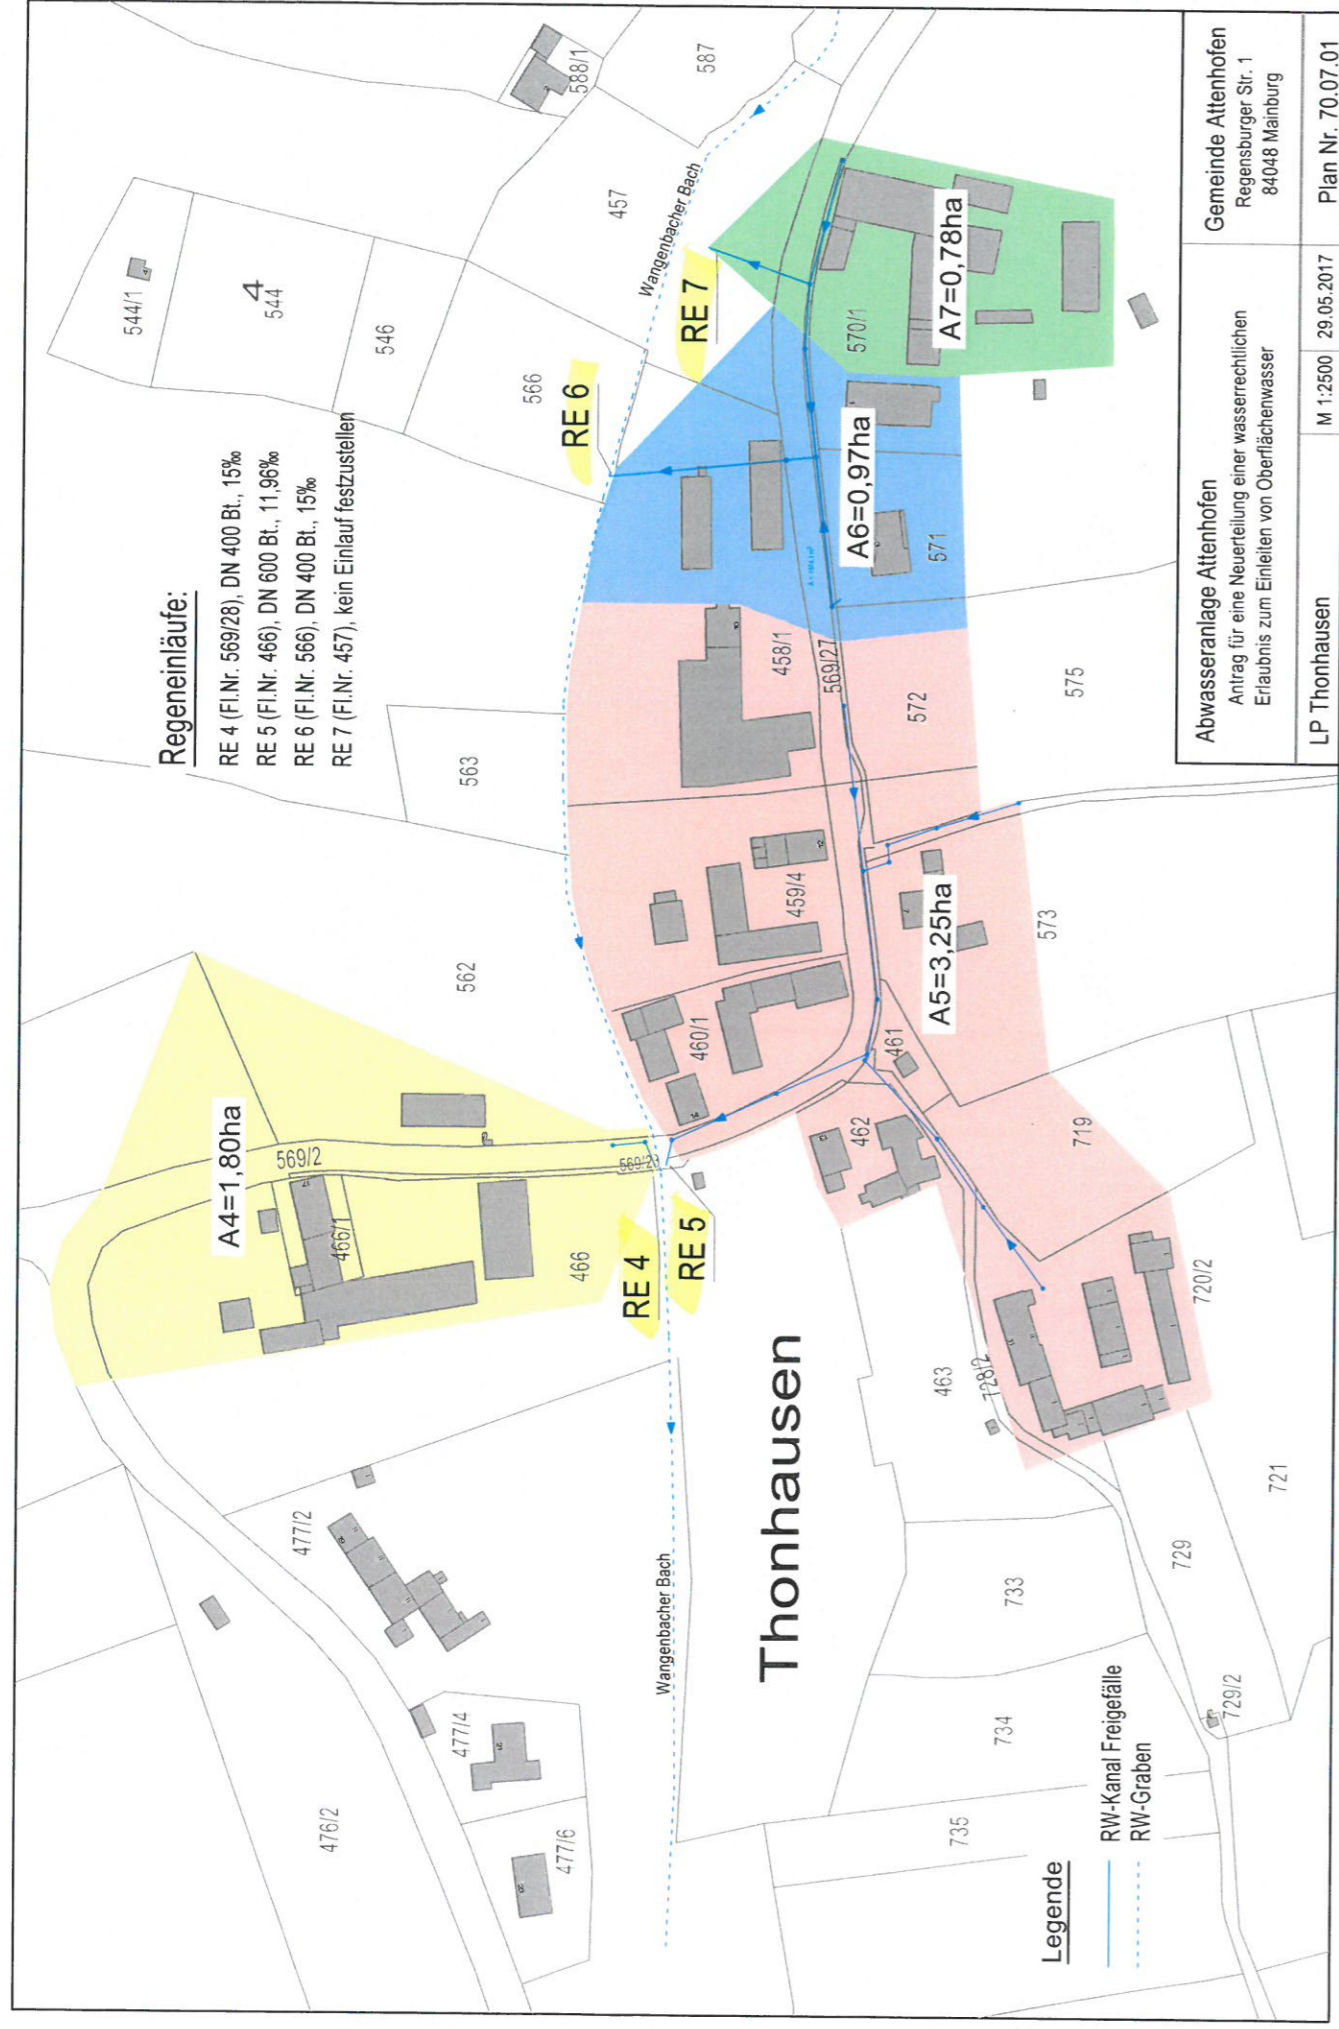 Regeneinläufe:
RE 4 (Fl.Nr. 569/28), DN 400 Bt., 15‰
RE 5 (Fl.Nr. 466), DN 600 Bt., 11,96‰
RE 6 (Fl.Nr. 566), DN 400 Bt., 15‰
RE 7 (Fl.Nr. 457), kein Einlauf festzustellen
544/1
4
544
546
566
588/1
587
457
Wangenbacher Bach
RE 6
RE 7
563
562
A4=1,80ha
569/2
466/1
466
RE 4
RE 5
458/1
569/27
459/4
460/1
461
462
A5=3,25ha
A6=0,97ha
A7=0,78ha
570/1
571
572
575
573
719
720/2
721
463
728/2
477/2
476/2
477/4
477/6
Wangenbacher Bach
Thonhausen
733
734
735
729
729/2
Legende
RW-Kanal Freigefälle
RW-Graben
Abwasseranlage Attenhofen
Antrag für eine Neuerteilung einer wasserrechtlichen
Erlaubnis zum Einleiten von Oberflächenwasser
Gemeinde Attenhofen
Regensburger Str. 1
84048 Mainburg
LP Thonhausen
M 1:2500
29.05.2017
Plan Nr. 70.07.01